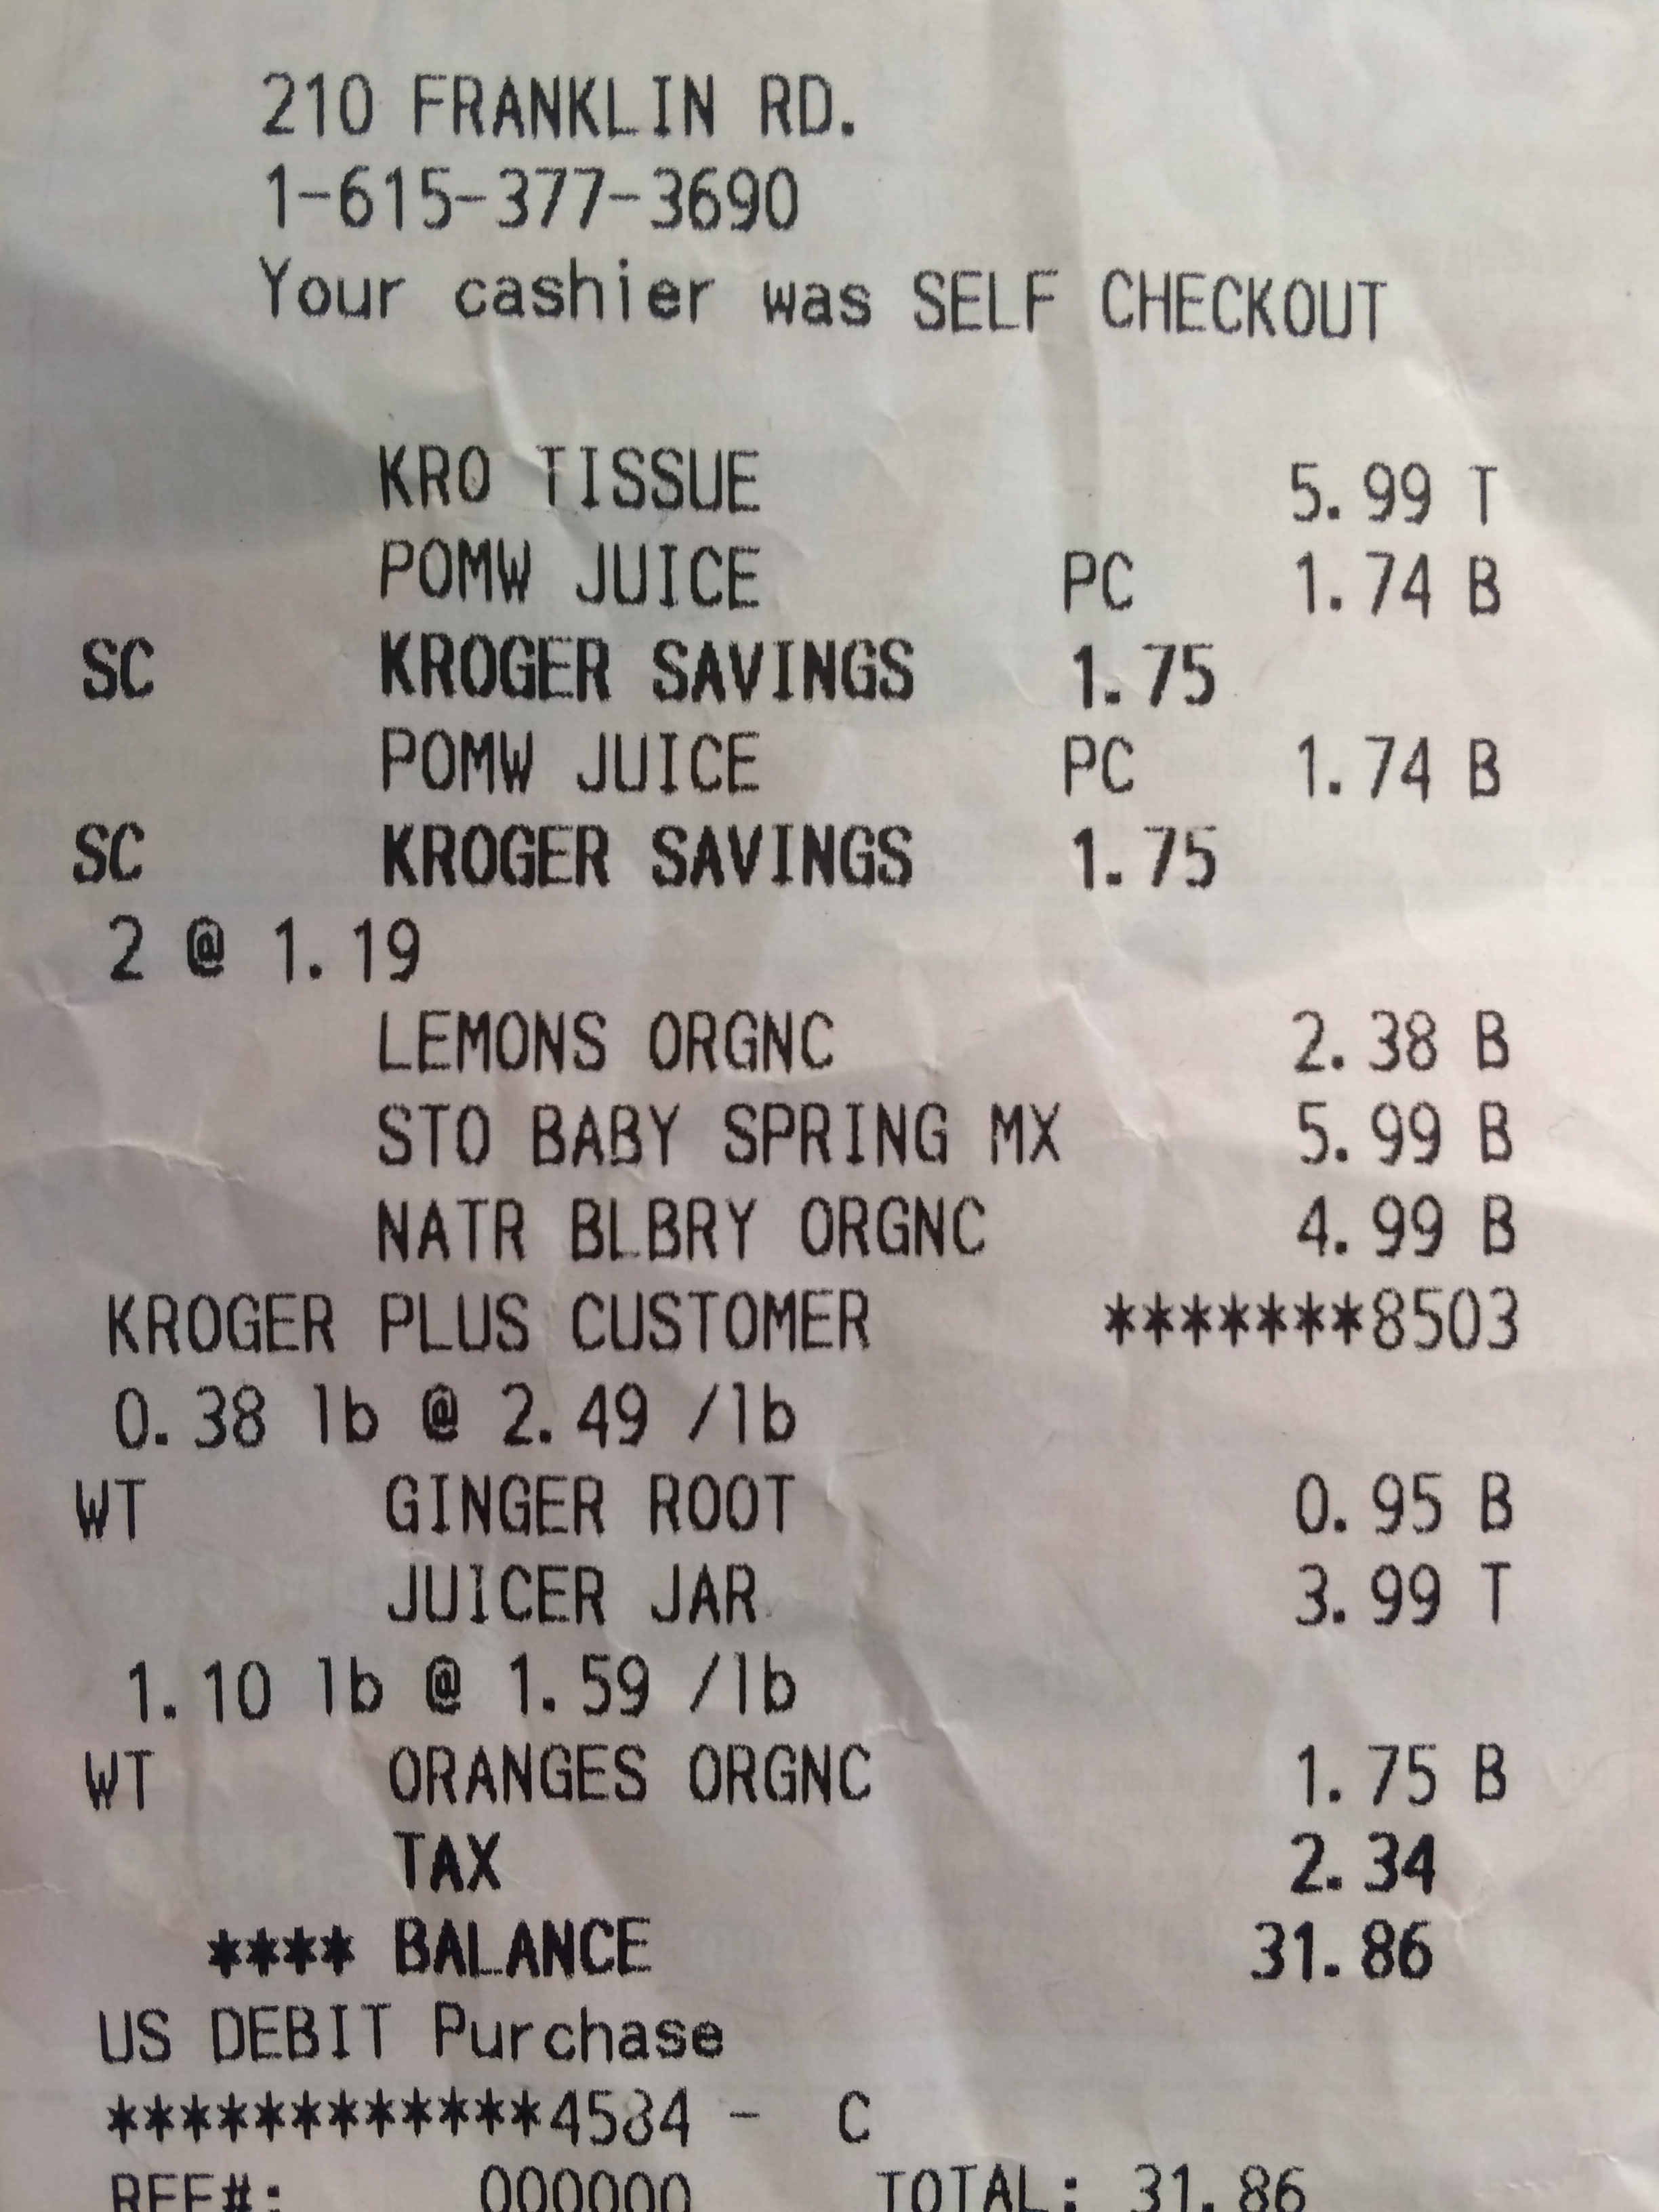 210 FRANKLIN RD.
1-615-377-3690
Your cashier was SELF CHECKOUT
KRO TISSUE 5.99 T
POMW JUICE PC 1.74 B
SC KROGER SAVINGS 1.75
POMW JUICE PC 1.74 B
SC KROGER SAVINGS 1.75
2 @ 1.19
LEMONS ORGNC 2.38 B
STO BABY SPRING MX 5.99 B
NATR BLBRY ORGNC 4.99 B
KROGER PLUS CUSTOMER *******8503
0.38 lb @ 2.49 /lb
WT GINGER ROOT 0.95 B
JUICER JAR 3.99 T
1.10 lb @ 1.59 /lb
WT ORANGES ORGNC 1.75 B
TAX 2.34
**** BALANCE 31.86
US DEBIT Purchase
************4584 - C
REF#: 000000 TOTAL: 31.86